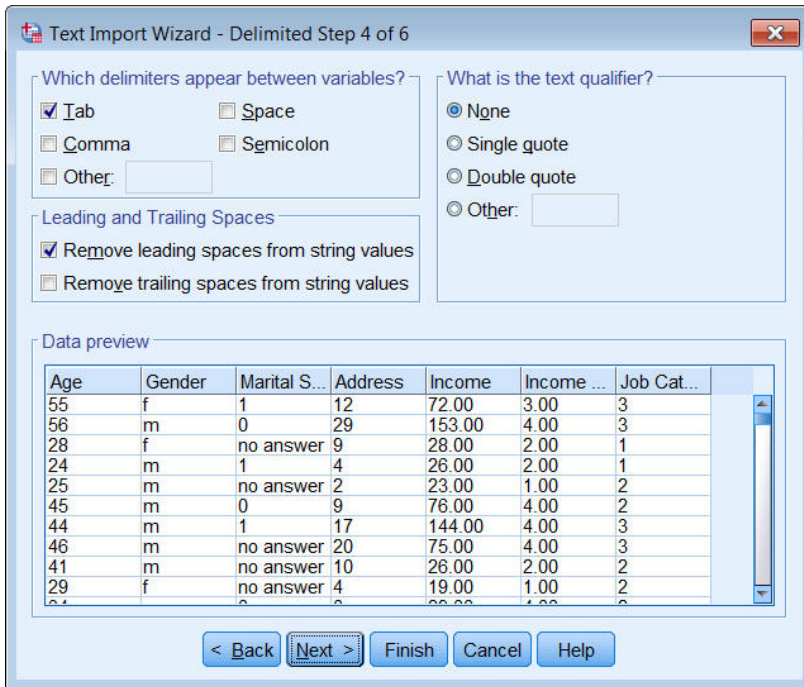 Text Import Wizard - Delimited Step 4 of 6
Which delimiters appear between variables?
Tab
Space
Comma
Semicolon
Other:
Leading and Trailing Spaces
Remove leading spaces from string values
Remove trailing spaces from string values
What is the text qualifier?
None
Single quote
Double quote
Other:
Data preview
Age Gender Marital S... Address Income Income ... Job Cat...
55 f 1 12 72.00 3.00 3
56 m 0 29 153.00 4.00 3
28 f no answer 9 28.00 2.00 1
24 m 1 4 26.00 2.00 1
25 m no answer 2 23.00 1.00 2
45 m 0 9 76.00 4.00 2
44 m 1 17 144.00 4.00 3
46 m no answer 20 75.00 4.00 3
41 m no answer 10 26.00 2.00 2
29 f no answer 4 19.00 1.00 2
< Back Next > Finish Cancel Help